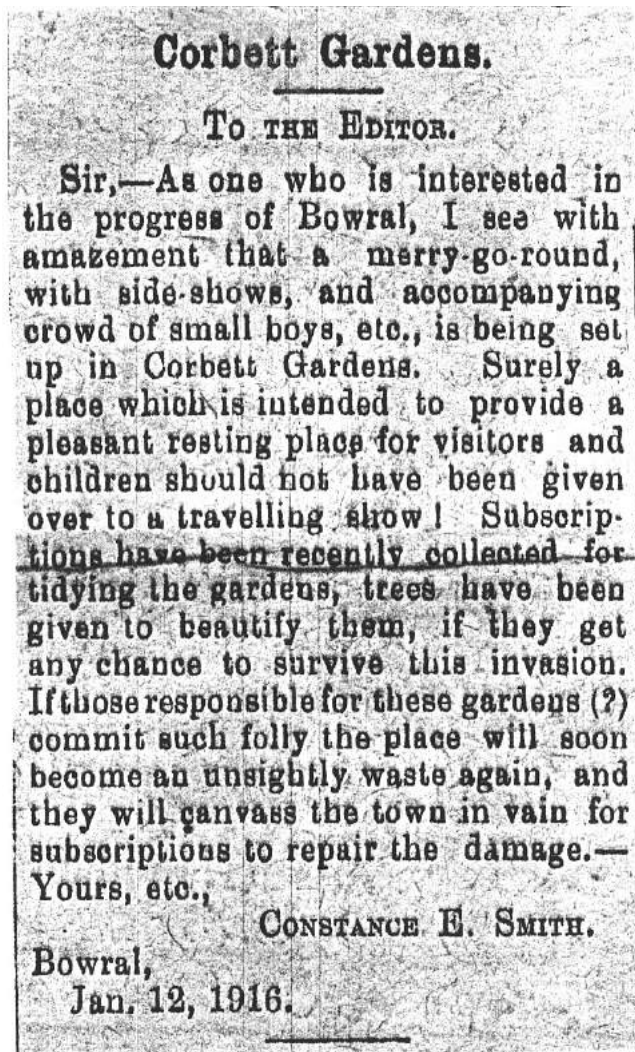 Corbett Gardens.
TO THE EDITOR.
Sir,—As one who is interested in
the progress of Bowral, I see with
amazement that a merry-go-round,
with side-shows, and accompanying
crowd of small boys, etc., is being set
up in Corbett Gardens. Surely a
place which is intended to provide a
pleasant resting place for visitors and
children should not have been given
over to a travelling show! Subscrip-
tions have been recently collected for
tidying the gardens, trees have been
given to beautify them, if they get
any chance to survive this invasion.
If those responsible for these gardens (?)
commit such folly the place will soon
become an unsightly waste again, and
they will canvass the town in vain for
subscriptions to repair the damage.—
Yours, etc.,
CONSTANCE E. SMITH.
Bowral,
Jan. 12, 1916.